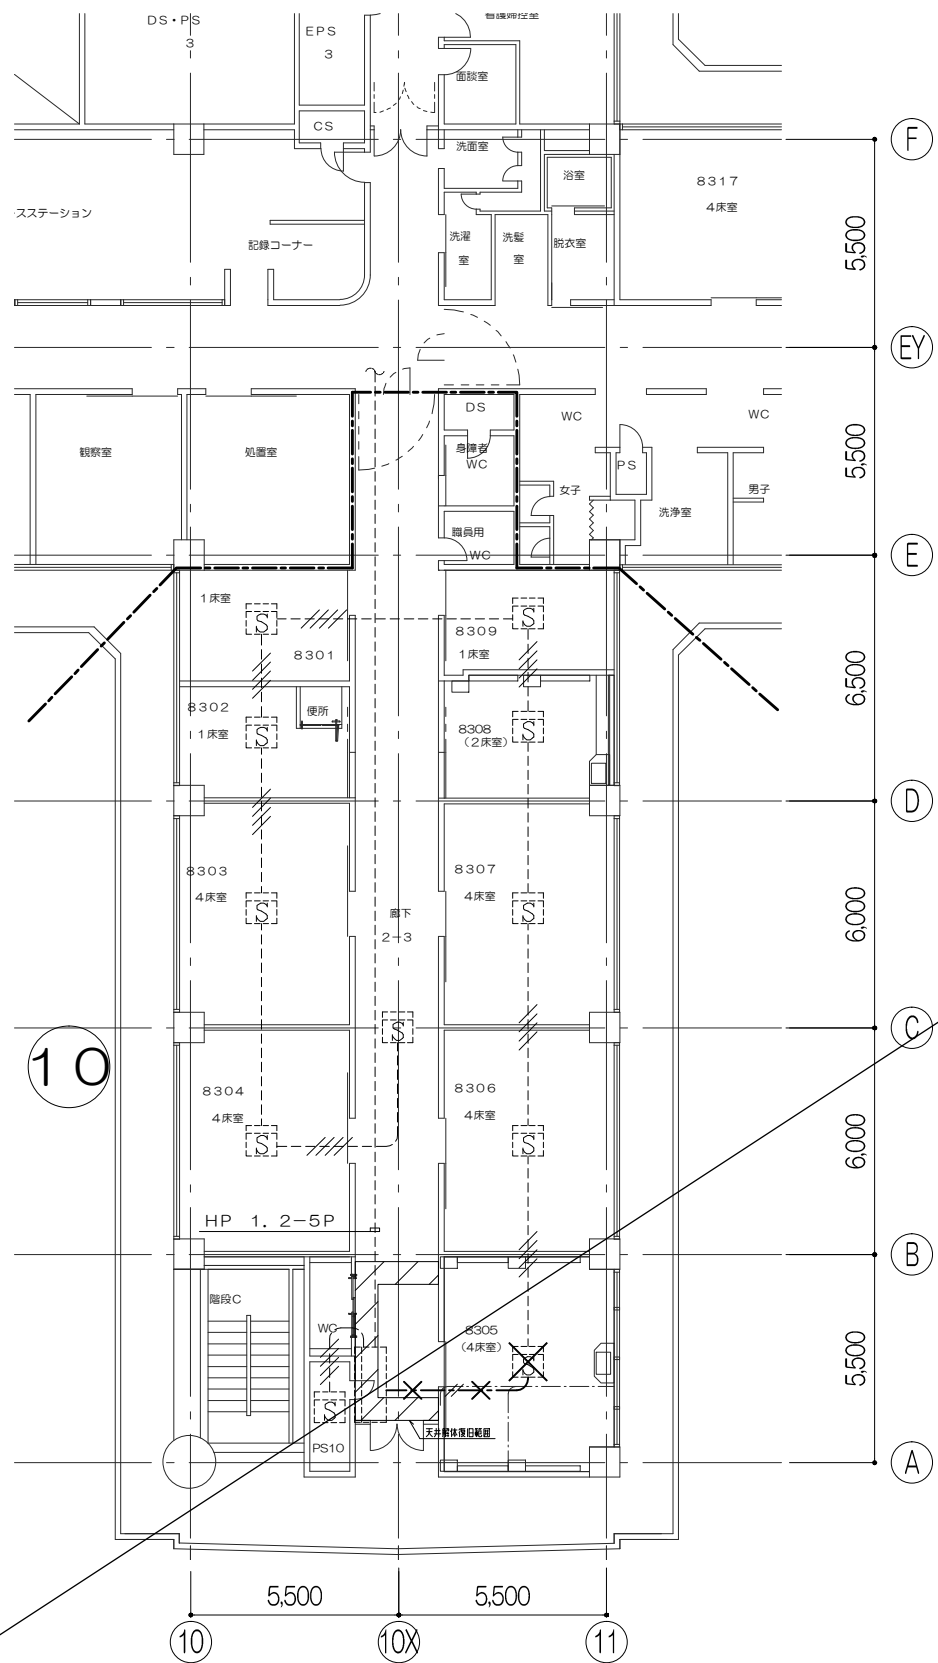 DS・PS
3
EPS
3
看護婦控室
面談室
CS
洗面室
浴室
8317
4床室
F
スステーション
記録コーナー
洗濯
室
洗髪
室
脱衣室
5,500
EY
DS
WC
WC
観察室
処置室
身障者
WC
PS
女子
男子
洗浄室
職員用
WC
5,500
E
1床室
8301
8309
1床室
6,500
8302
1床室
便所
8308
(2床室)
D
8303
4床室
8307
4床室
廊下
2-3
6,000
C
10
8304
4床室
8306
4床室
6,000
HP 1.2-5P
B
階段C
WC
8305
(4床室)
5,500
PS10
天井解体復旧範囲
A
S
S
S
S
S
S
S
S
S
S
S
5,500
5,500
10
10X
11